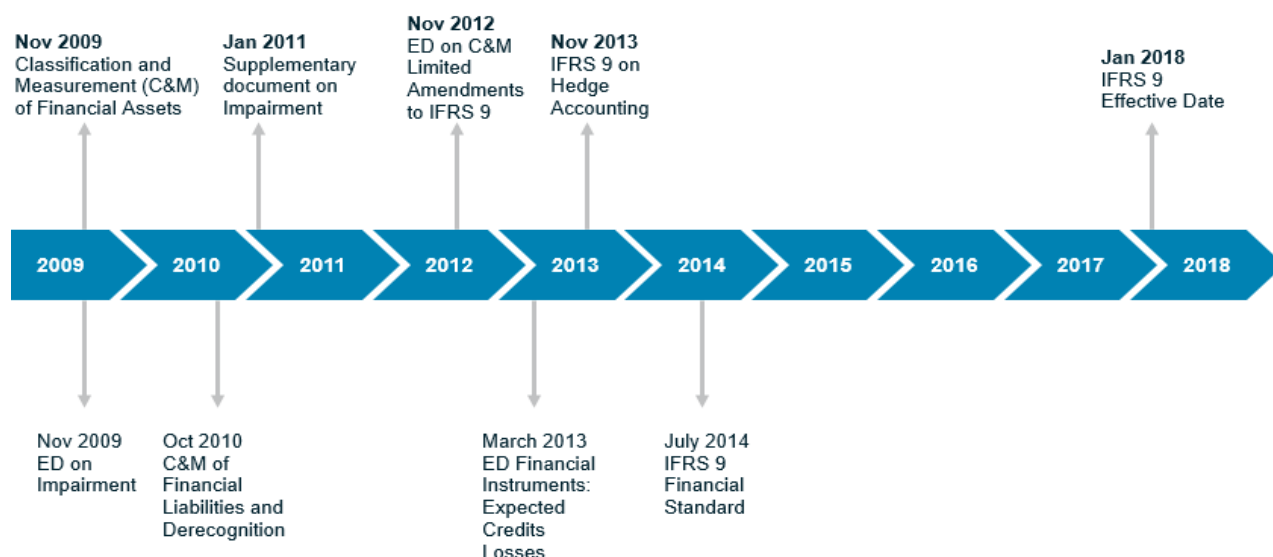 Nov 2009
Classification and
Measurement (C&M)
of Financial Assets
Jan 2011
Supplementary
document on
Impairment
Nov 2012
ED on C&M
Limited
Amendments
to IFRS 9
Nov 2013
IFRS 9 on
Hedge
Accounting
Jan 2018
IFRS 9
Effective Date
2009
2010
2011
2012
2013
2014
2015
2016
2017
2018
Nov 2009
ED on
Impairment
Oct 2010
C&M of
Financial
Liabilities and
Derecognition
March 2013
ED Financial
Instruments:
Expected
Credits
Losses
July 2014
IFRS 9
Financial
Standard